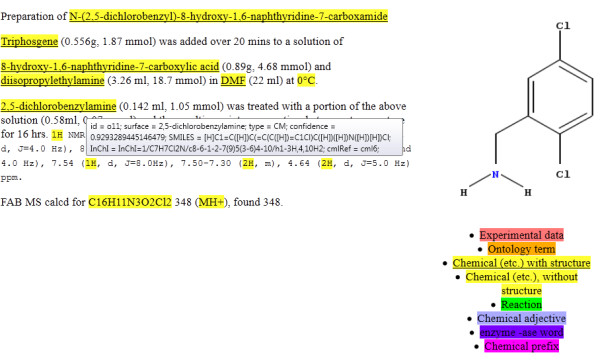 Preparation of N-(2,5-dichlorobenzyl)-8-hydroxy-1,6-naphthyridine-7-carboxamide
Triphosgene (0.556g, 1.87 mmol) was added over 20 mins to a solution of
8-hydroxy-1,6-naphthyridine-7-carboxylic acid (0.89g, 4.68 mmol) and
diisopropylethylamine (3.26 ml, 18.7 mmol) in DMF (22 ml) at 0°C.
2,5-dichlorobenzylamine (0.142 ml, 1.05 mmol) was treated with a portion of the above
solution (0.58ml,
for 16 hrs. 1H NMR
id = o11; surface = 2,5-dichlorobenzylamine; type = CM; confidence =
0.9293289445146479; SMILES = [H]C1=C([H])C(=C(C([H])=C1Cl)C([H])([H])N([H])[H])Cl;
InChI = InChI=1/C7H7Cl2N/c8-6-1-2-7(9)5(3-6)4-10/h1-3H,4,10H2; cmlRef = cml6;
d, J=4.0 Hz), 8
d
4.0 Hz), 7.54 (1H, d, J=8.0Hz), 7.50-7.30 (2H, m), 4.64 (2H, d, J=5.0 Hz)
ppm.
FAB MS calcd for C16H11N3O2Cl2 348 (MH+), found 348.
Cl
Cl
N
H
H
Experimental data
Ontology term
Chemical (etc.) with structure
Chemical (etc.), without
structure
Reaction
Chemical adjective
enzyme -ase word
Chemical prefix